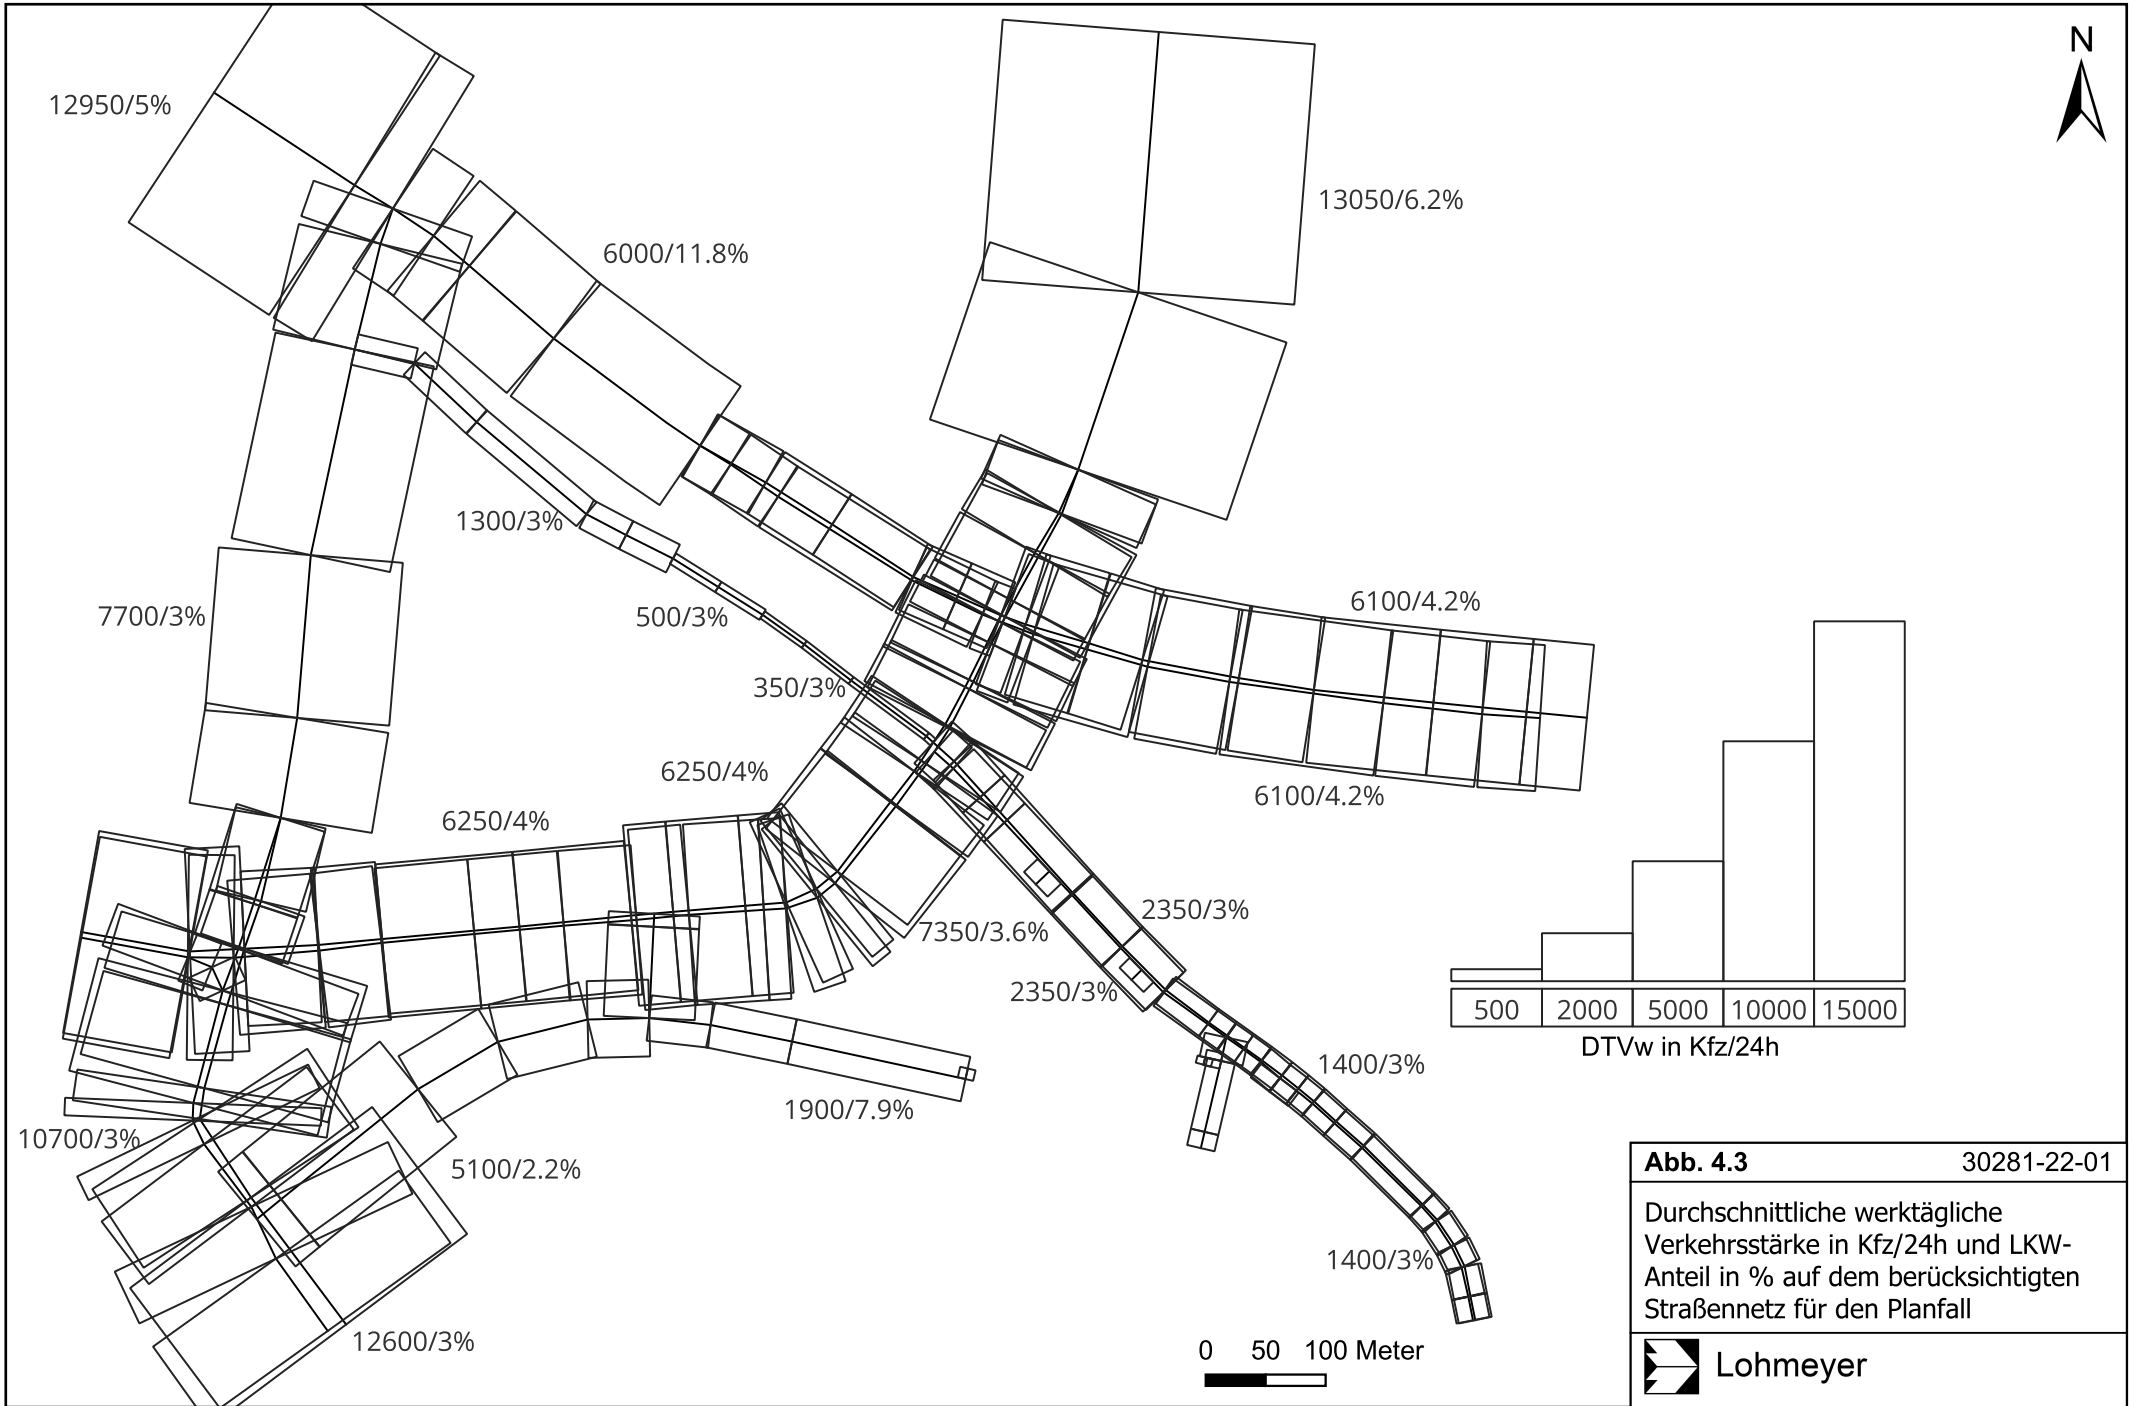 N
12950/5%
13050/6.2%
6000/11.8%
1300/3%
7700/3%
500/3%
6100/4.2%
350/3%
6250/4%
6100/4.2%
6250/4%
2350/3%
7350/3.6%
2350/3%
500 2000 5000 10000 15000
DTVw in Kfz/24h
1400/3%
1900/7.9%
10700/3%
5100/2.2%
1400/3%
12600/3%
0 50 100 Meter
Abb. 4.3 30281-22-01
Durchschnittliche werktägliche
Verkehrsstärke in Kfz/24h und LKW-
Anteil in % auf dem berücksichtigten
Straßennetz für den Planfall
Lohmeyer